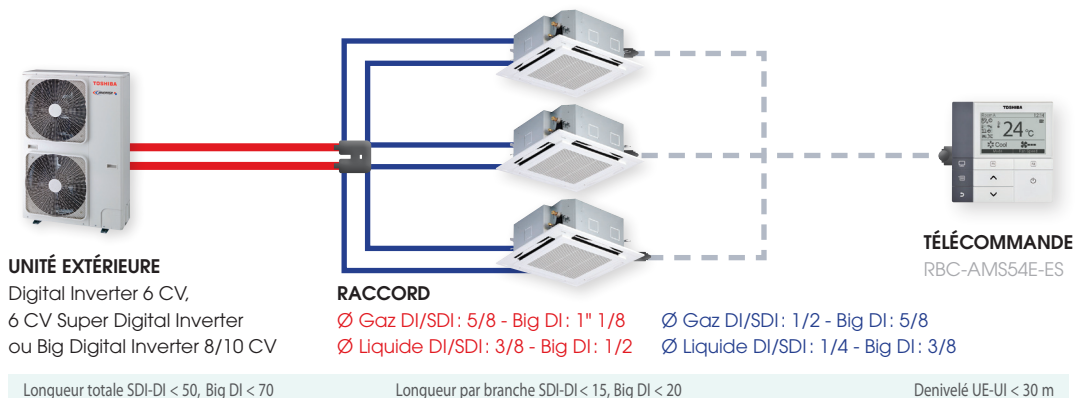 TOSHIBA
TOSHIBA
24 °C
Cool
UNITÉ EXTÉRIEURE
Digital Inverter 6 CV,
6 CV Super Digital Inverter
ou Big Digital Inverter 8/10 CV
RACCORD
Ø Gaz DI/SDI : 5/8 - Big DI : 1" 1/8
Ø Liquide DI/SDI : 3/8 - Big DI : 1/2
Ø Gaz DI/SDI : 1/2 - Big DI : 5/8
Ø Liquide DI/SDI : 1/4 - Big DI : 3/8
TÉLÉCOMMANDE
RBC-AMS54E-ES
Longueur totale SDI-DI < 50, Big DI < 70
Longueur par branche SDI-DI < 15, Big DI < 20
Denivelé UE-UI < 30 m